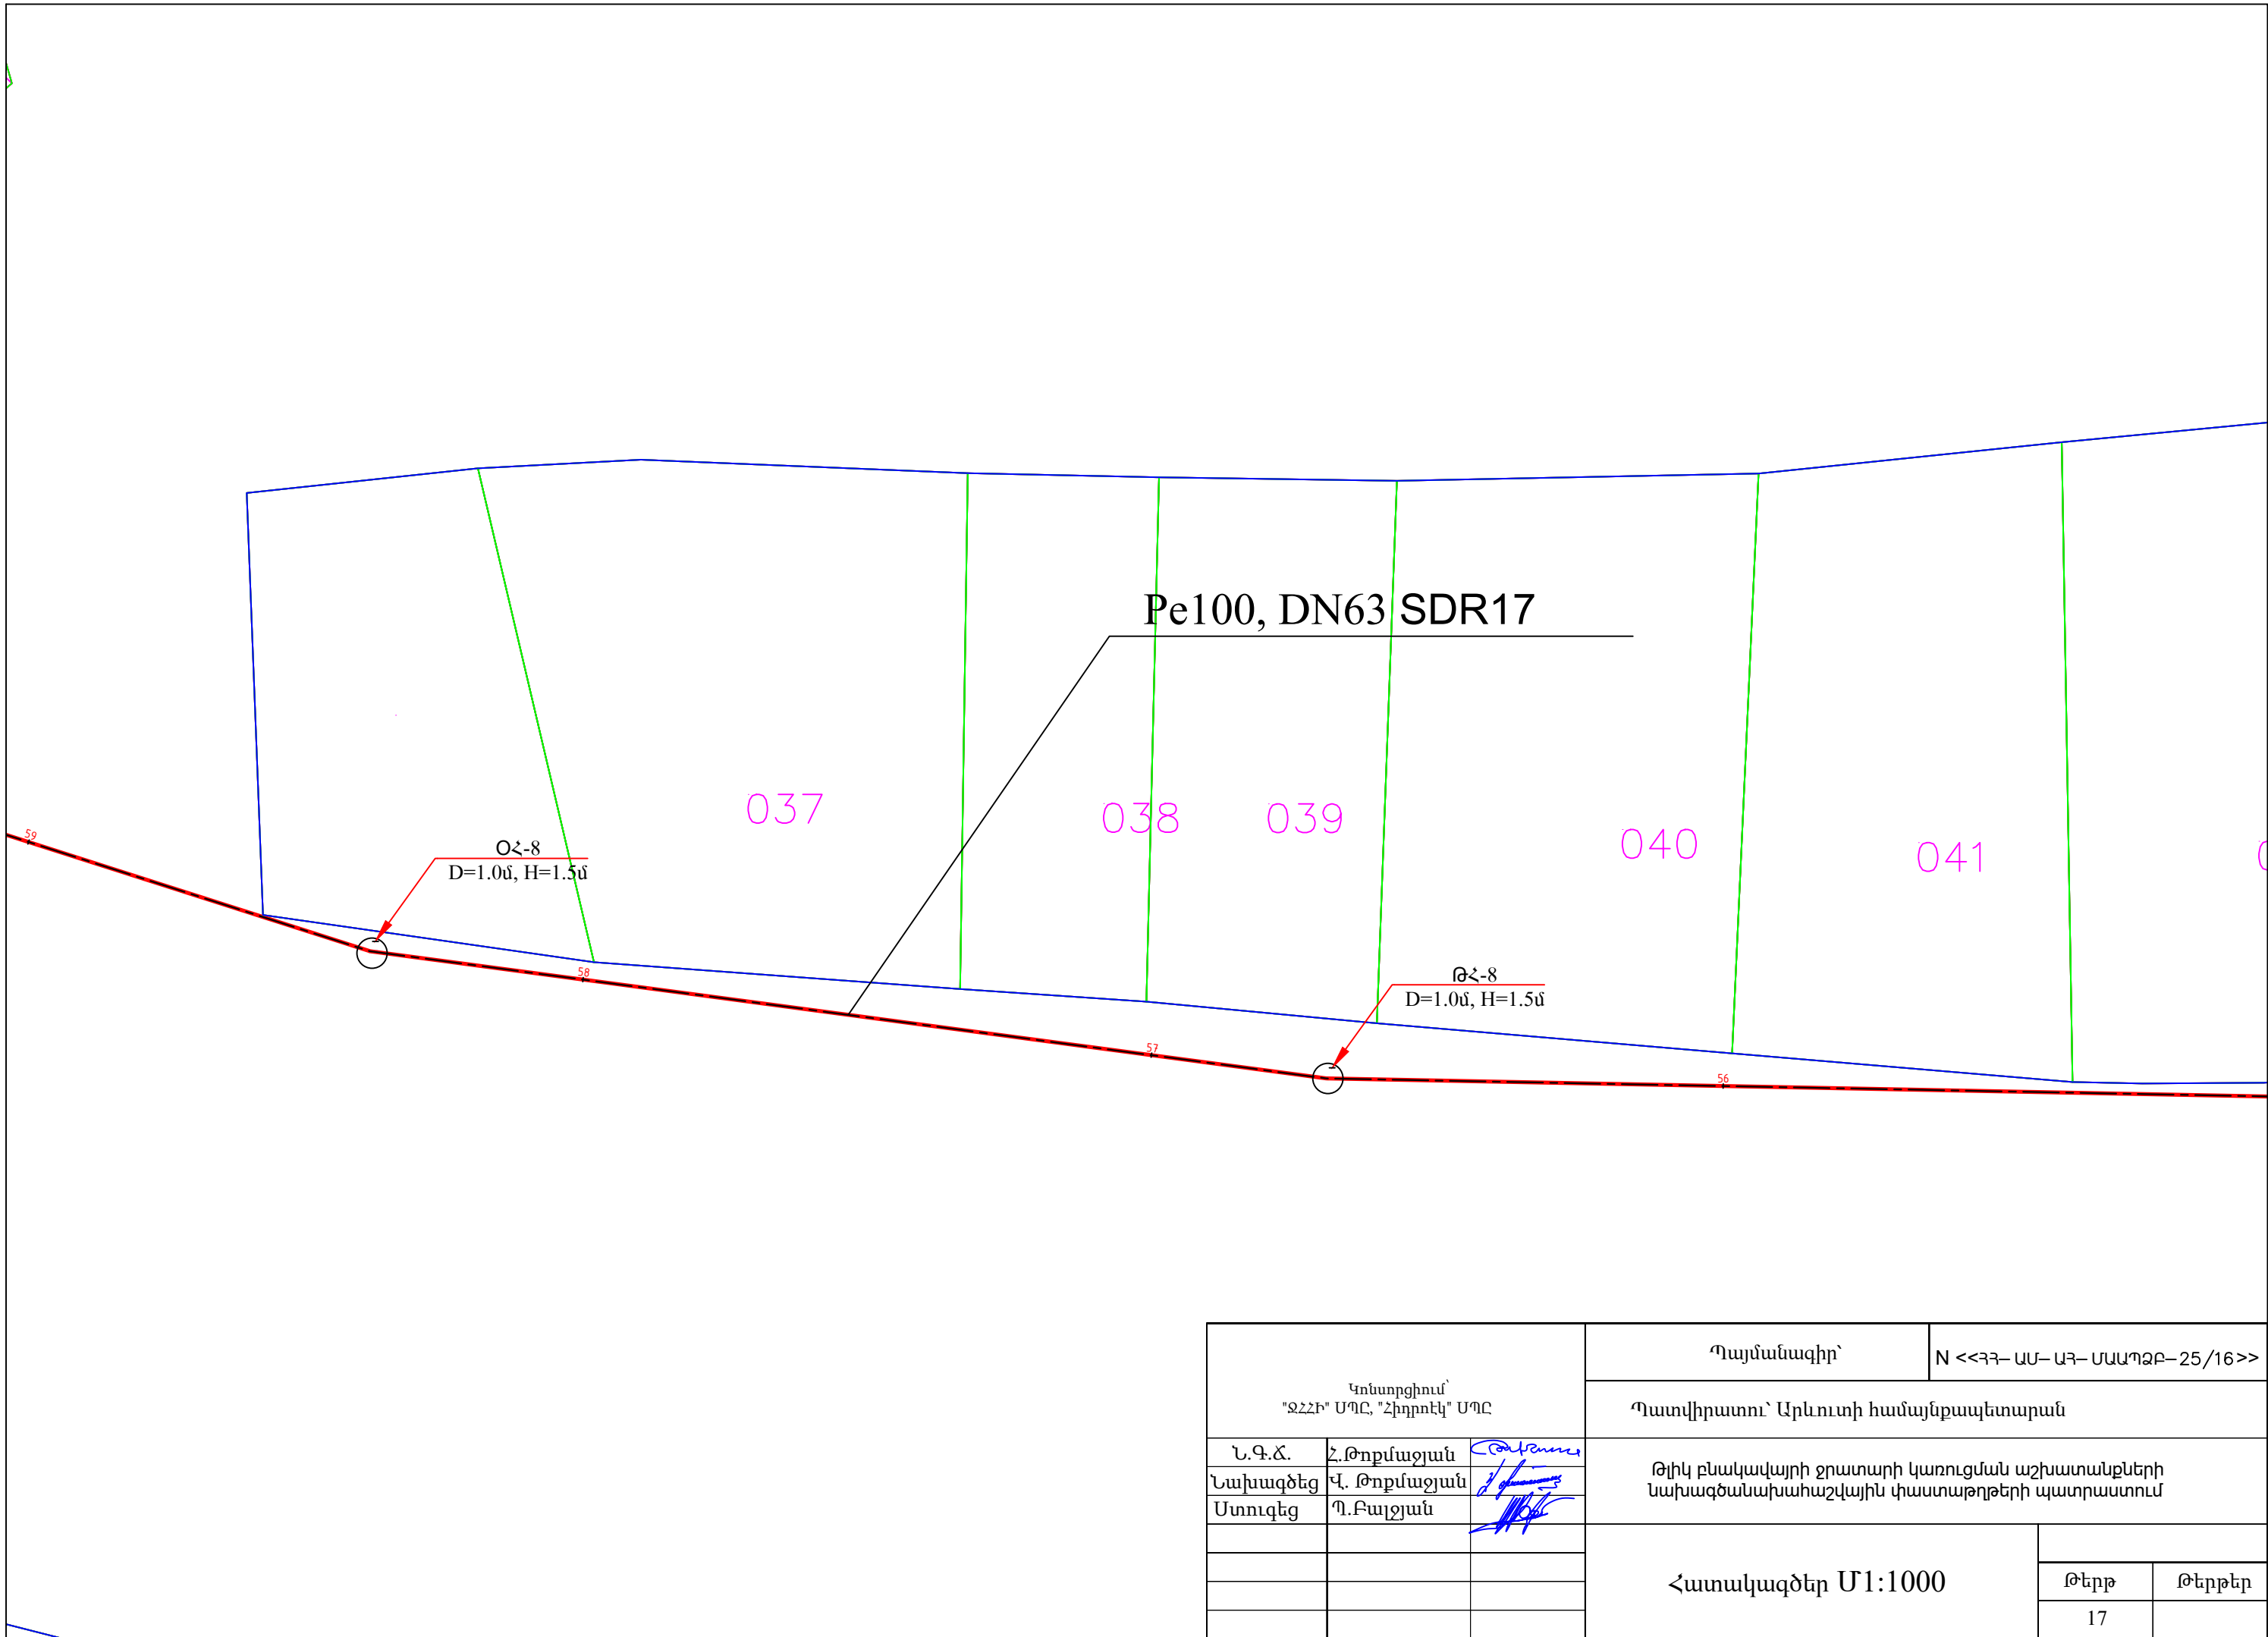 Pe100, DN63 SDR17
037
038
039
040
041
59
ՕՀ-8
D=1.0մ, H=1.5մ
58
ԹՀ-8
D=1.0մ, H=1.5մ
57
56
Կոնսորցիում՝
"ՋՀՀԻ" ՍՊԸ, "Հիդրոէկ" ՍՊԸ
Պայմանագիր՝
N <<ՀՀ-ԱՄ-ԱՀ-ՄԱԱՊՁԲ-25/16>>
Պատվիրատու՝ Արևուտի համայնքապետարան
Ն.Գ.Ճ. Հ.Թոքմաջյան
Նախագծեց Վ. Թոքմաջյան
Ստուգեց Պ.Բալջյան
Թլիկ բնակավայրի ջրատարի կառուցման աշխատանքների
նախագծանախահաշվային փաստաթղթերի պատրաստում
Հատակագծեր Մ1:1000
Թերթ
Թերթեր
17